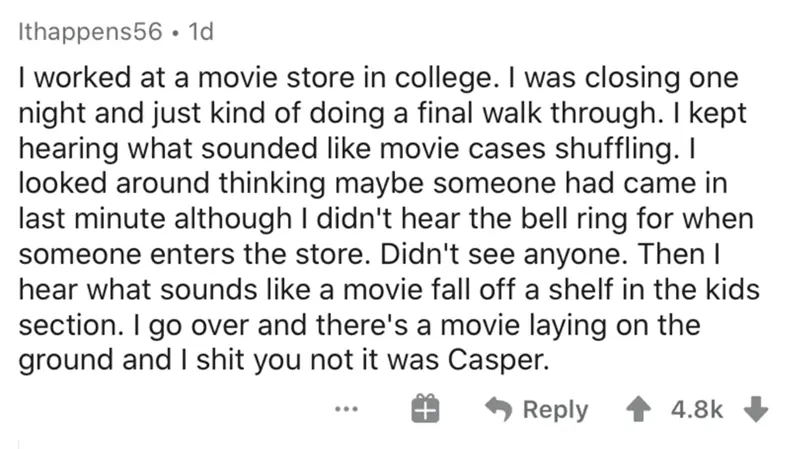 Ithappens56 • 1d
I worked at a movie store in college. I was closing one
night and just kind of doing a final walk through. I kept
hearing what sounded like movie cases shuffling. I
looked around thinking maybe someone had came in
last minute although I didn't hear the bell ring for when
someone enters the store. Didn't see anyone. Then I
hear what sounds like a movie fall off a shelf in the kids
section. I go over and there's a movie laying on the
ground and I shit you not it was Casper.
... Reply 4.8k